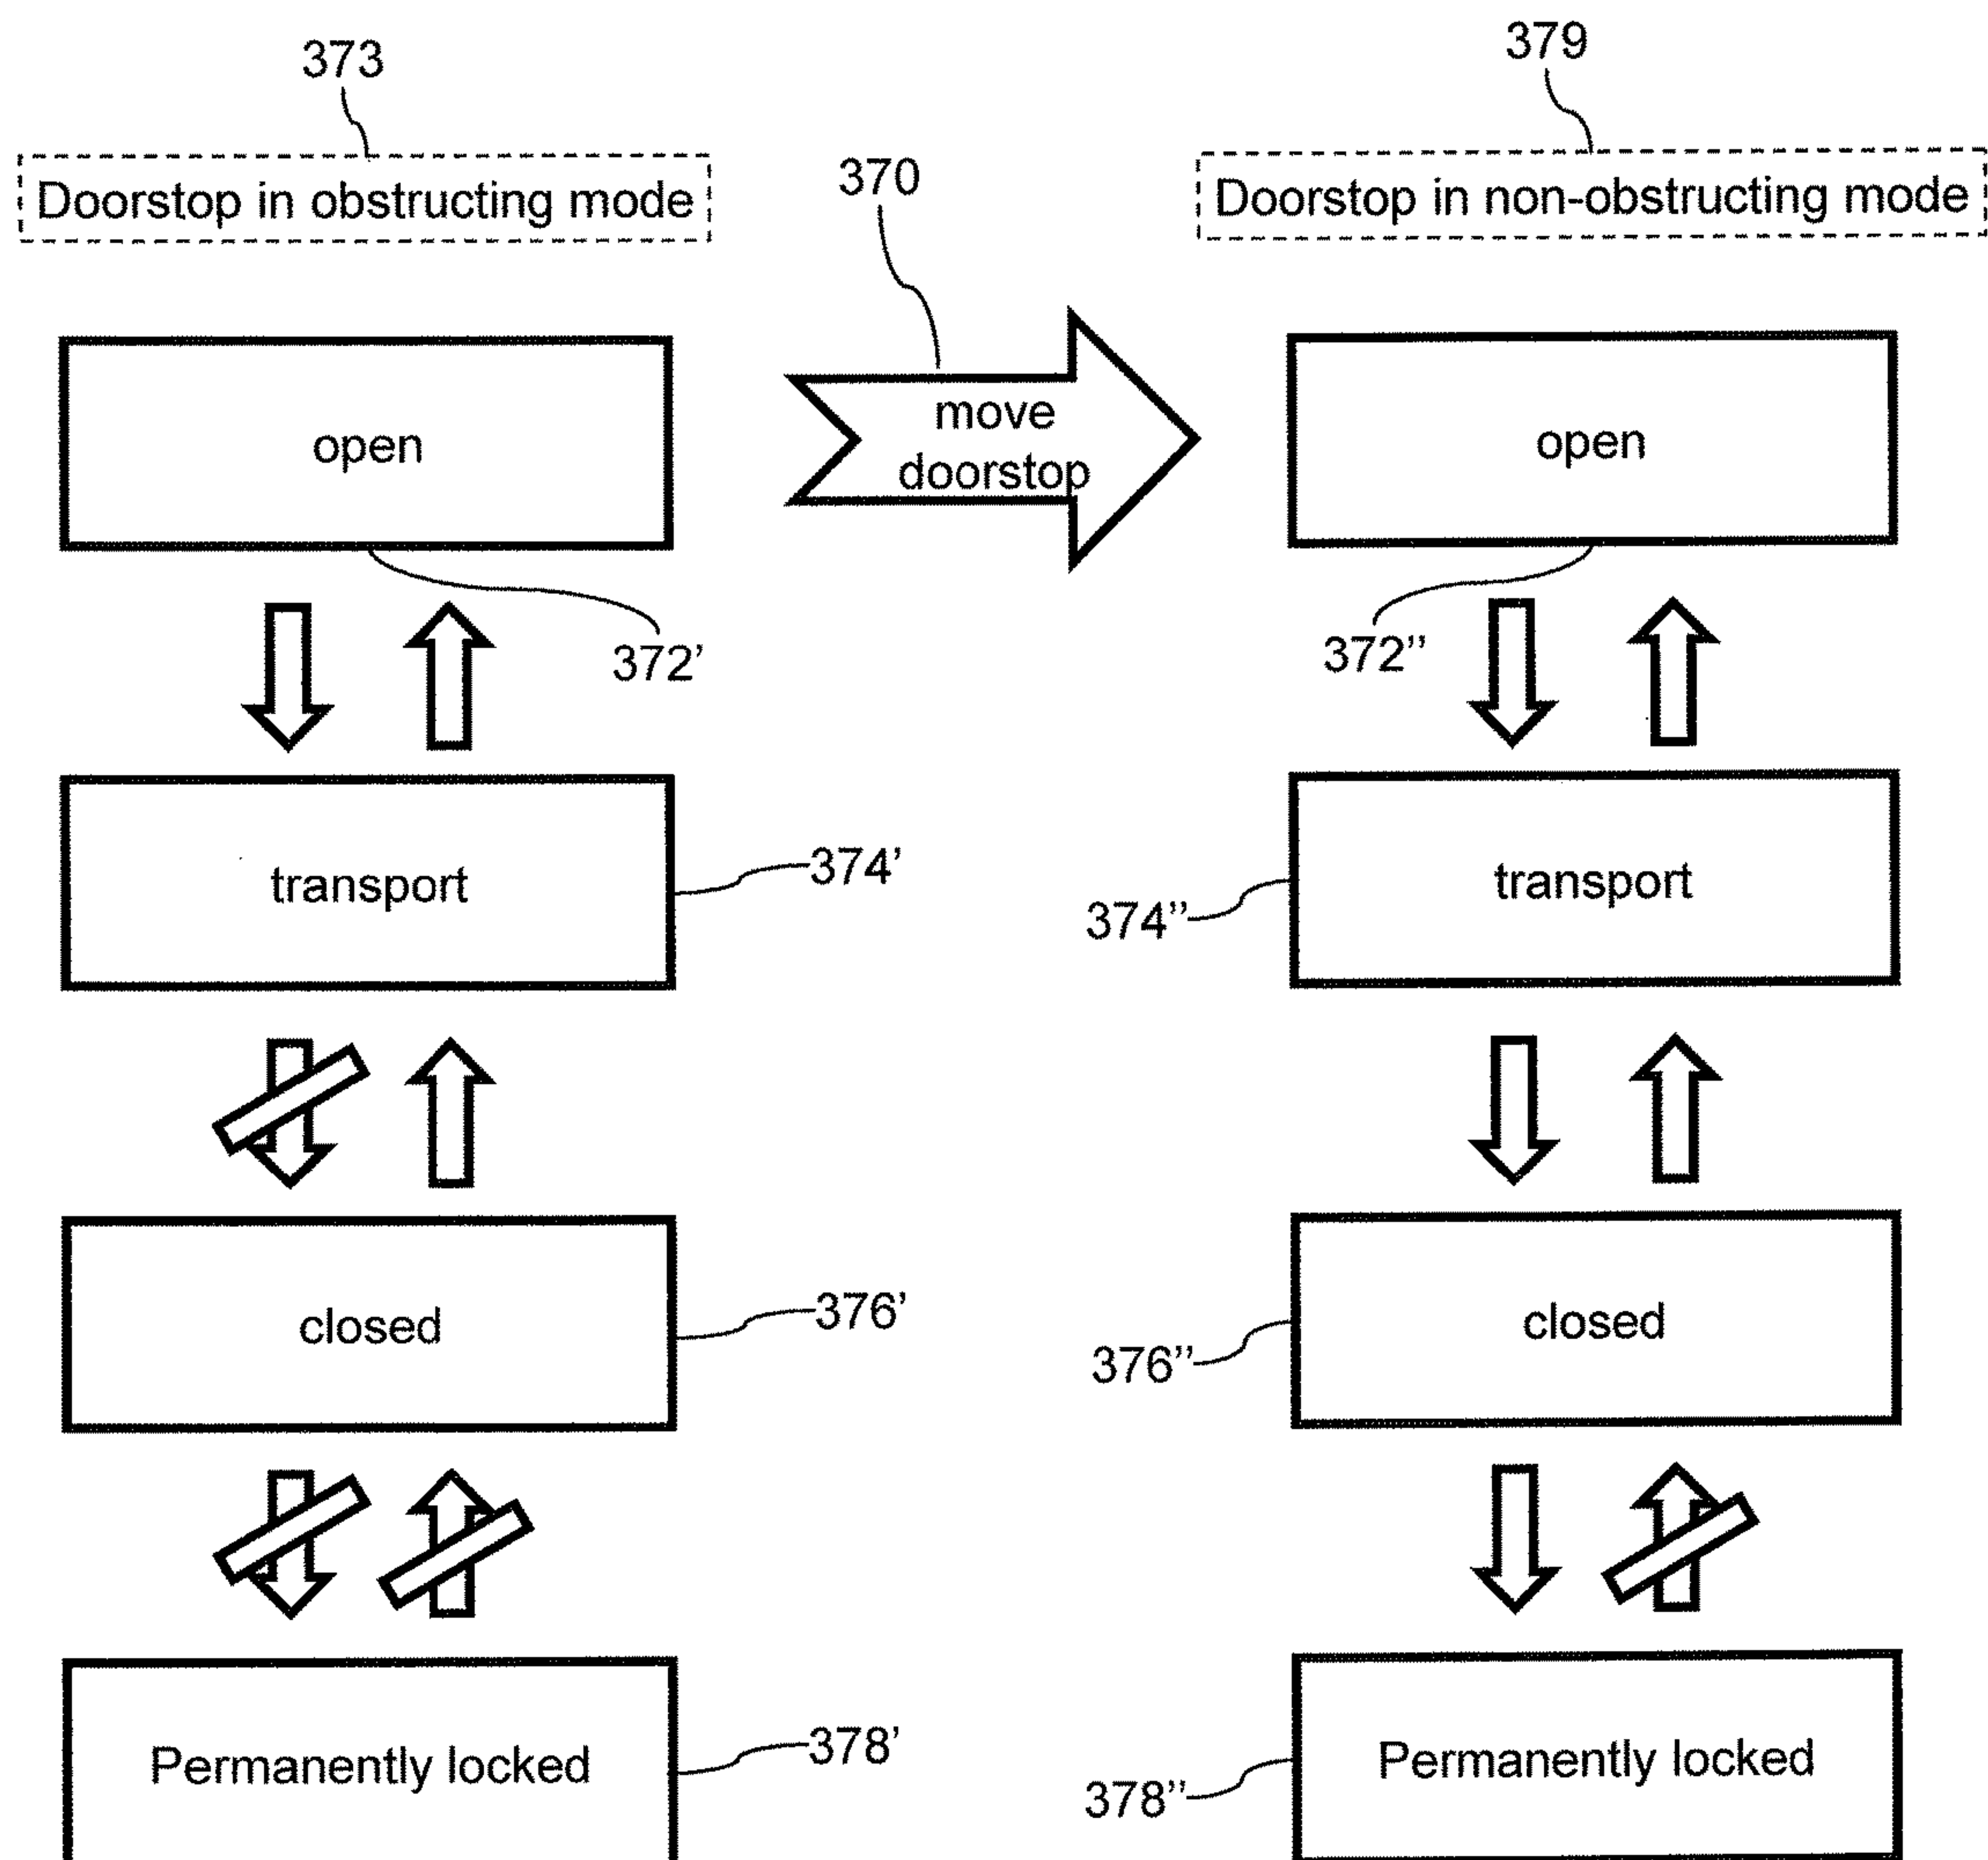 373
379
Doorstop in obstructing mode
370
Doorstop in non-obstructing mode
open
move
doorstop
open
372’
372’’
transport
374’
transport
374’’
closed
376’
closed
376’’
Permanently locked
378’
Permanently locked
378’’